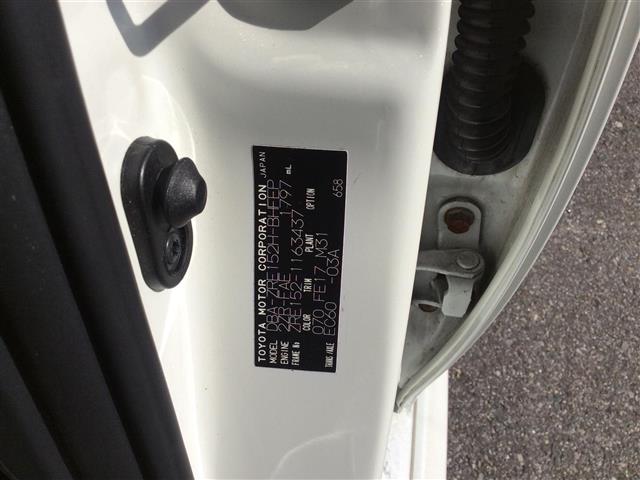 TOYOTA MOTOR CORPORATION JAPAN
MODEL DBA-ZRE152H-BHFEP
ENGINE 2ZR-FAE 1797 mL
FRAME No ZRE152-1163437
COLOR TRIM PLANT OPTION
070 FE17 M31 658
TRANS/AXLE EC60 -03A